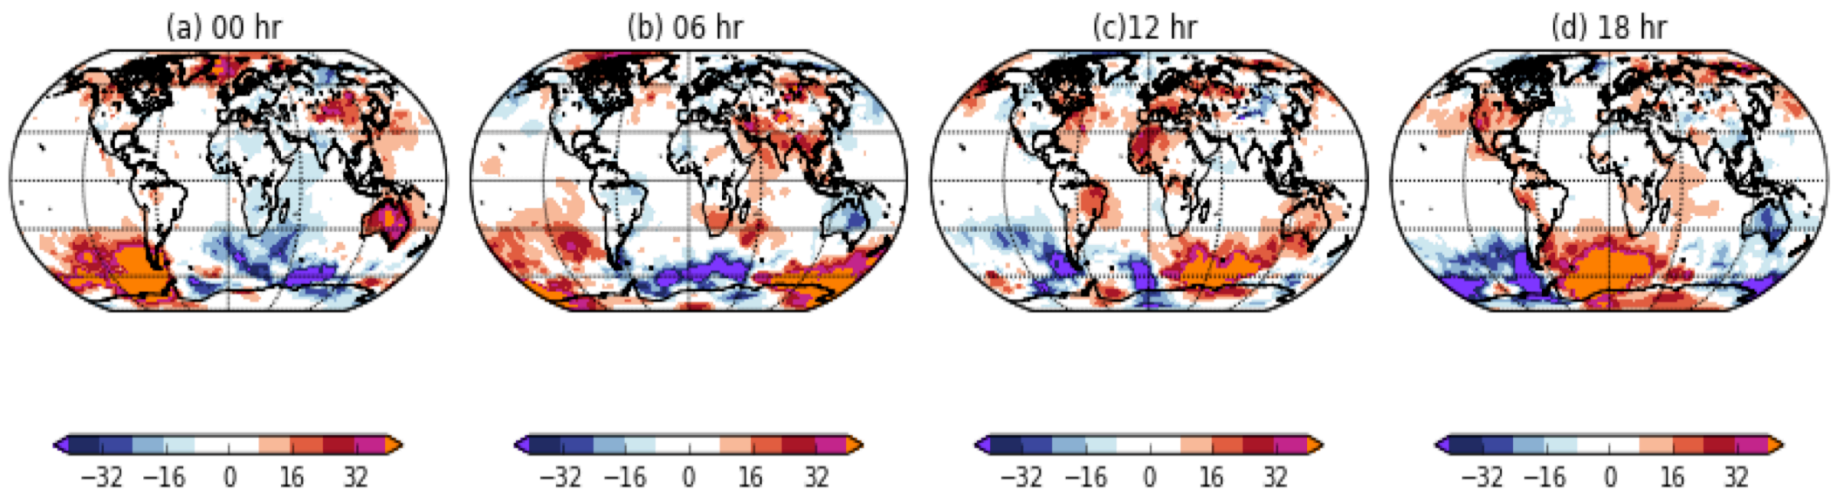 (a) 00 hr (b) 06 hr (c)12 hr (d) 18 hr
−32 −16 0 16 32 −32 −16 0 16 32 −32 −16 0 16 32 −32 −16 0 16 32